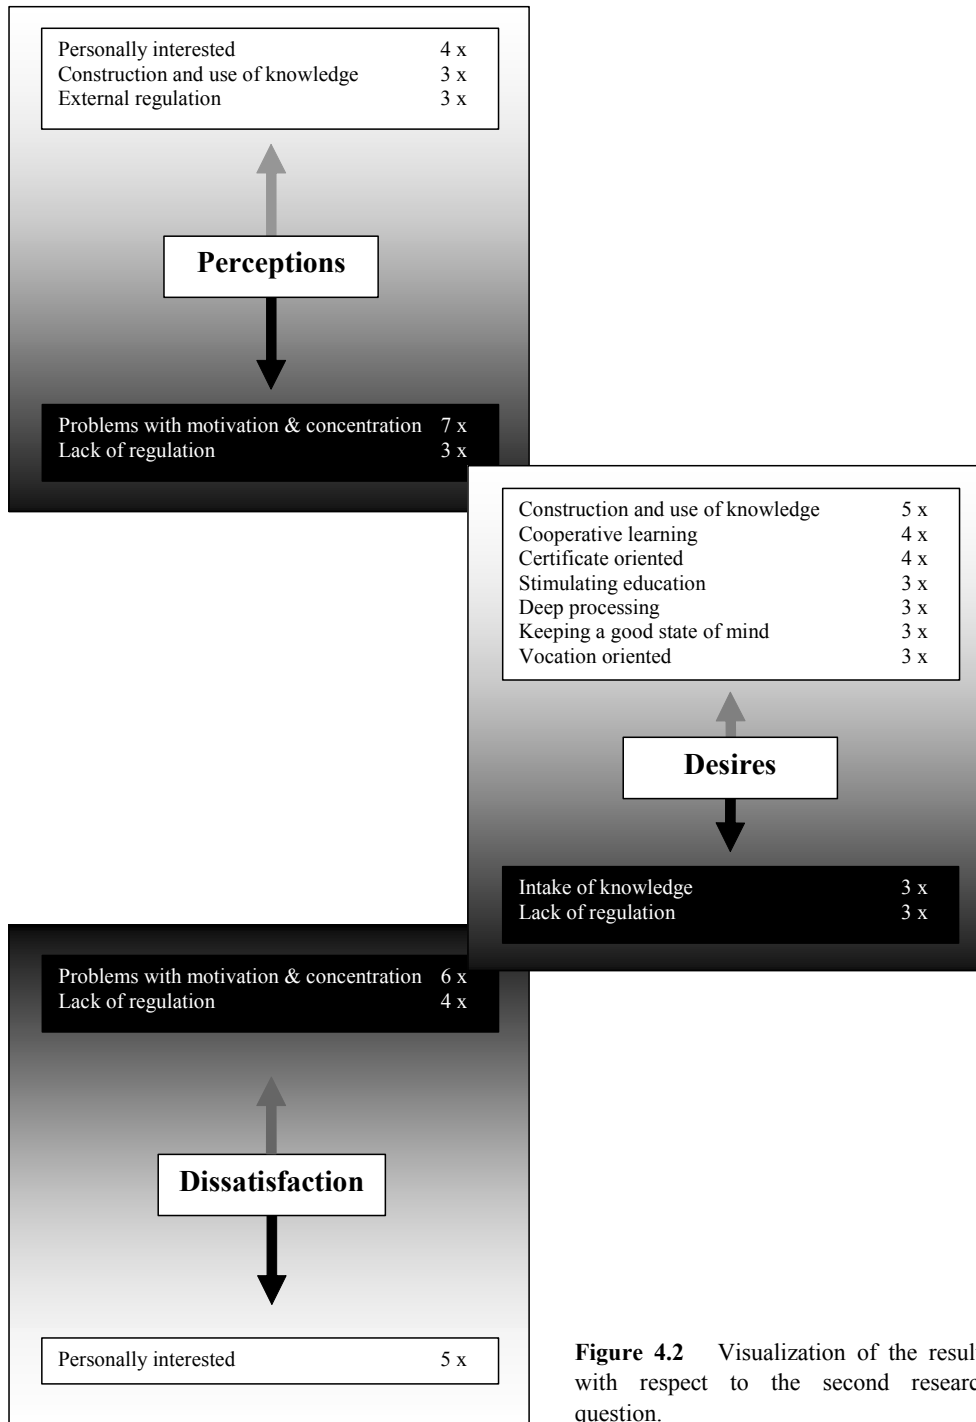 Personally interested 4 x
Construction and use of knowledge 3 x
External regulation 3 x
Perceptions
Problems with motivation & concentration 7 x
Lack of regulation 3 x
Construction and use of knowledge 5 x
Cooperative learning 4 x
Certificate oriented 4 x
Stimulating education 3 x
Deep processing 3 x
Keeping a good state of mind 3 x
Vocation oriented 3 x
Desires
Intake of knowledge 3 x
Lack of regulation 3 x
Problems with motivation & concentration 6 x
Lack of regulation 4 x
Dissatisfaction
Personally interested 5 x
Figure 4.2 Visualization of the result
with respect to the second researc
question.